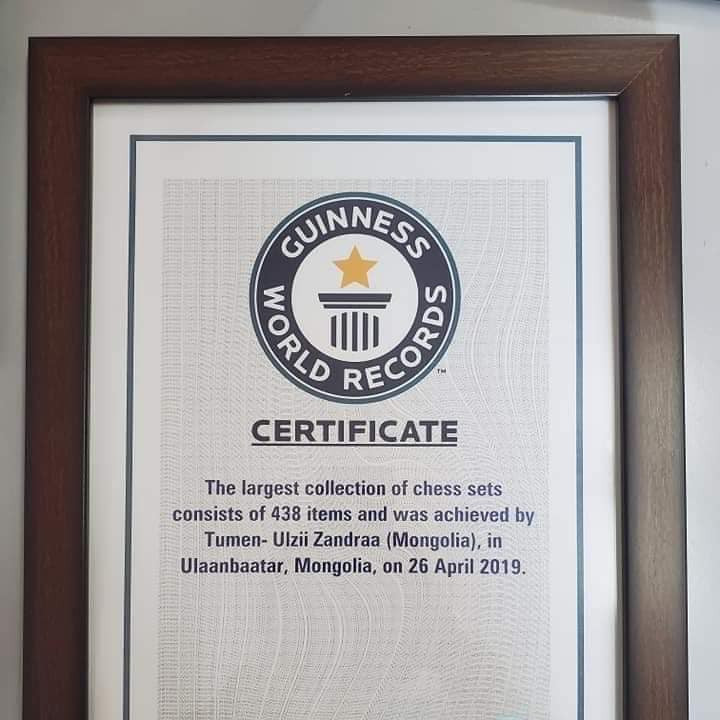 GUINNESS
WORLD RECORDS
TM
CERTIFICATE
The largest collection of chess sets
consists of 438 items and was achieved by
Tumen- Ulzii Zandraa (Mongolia), in
Ulaanbaatar, Mongolia, on 26 April 2019.